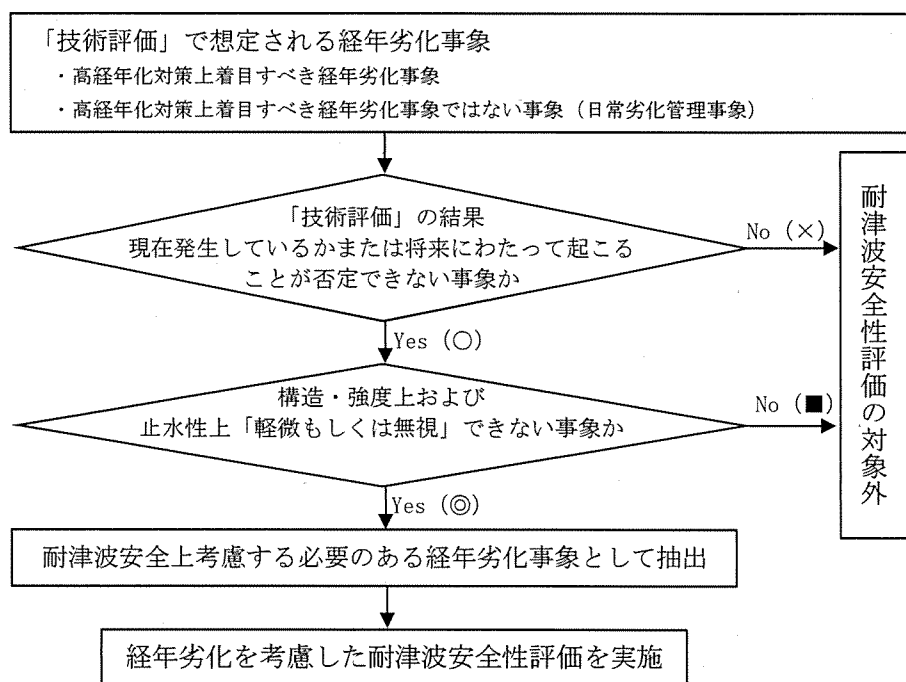 「技術評価」で想定される経年劣化事象
・高経年化対策上着目すべき経年劣化事象
・高経年化対策上着目すべき経年劣化事象ではない事象（日常劣化管理事象）
「技術評価」の結果
現在発生しているかまたは将来にわたって起こる
ことが否定できない事象か
No（×）
耐津波安全性評価の対象外
Yes（○）
構造・強度上および
止水性上「軽微もしくは無視」できない事象か
No（■）
Yes（◎）
耐津波安全上考慮する必要のある経年劣化事象として抽出
経年劣化を考慮した耐津波安全性評価を実施